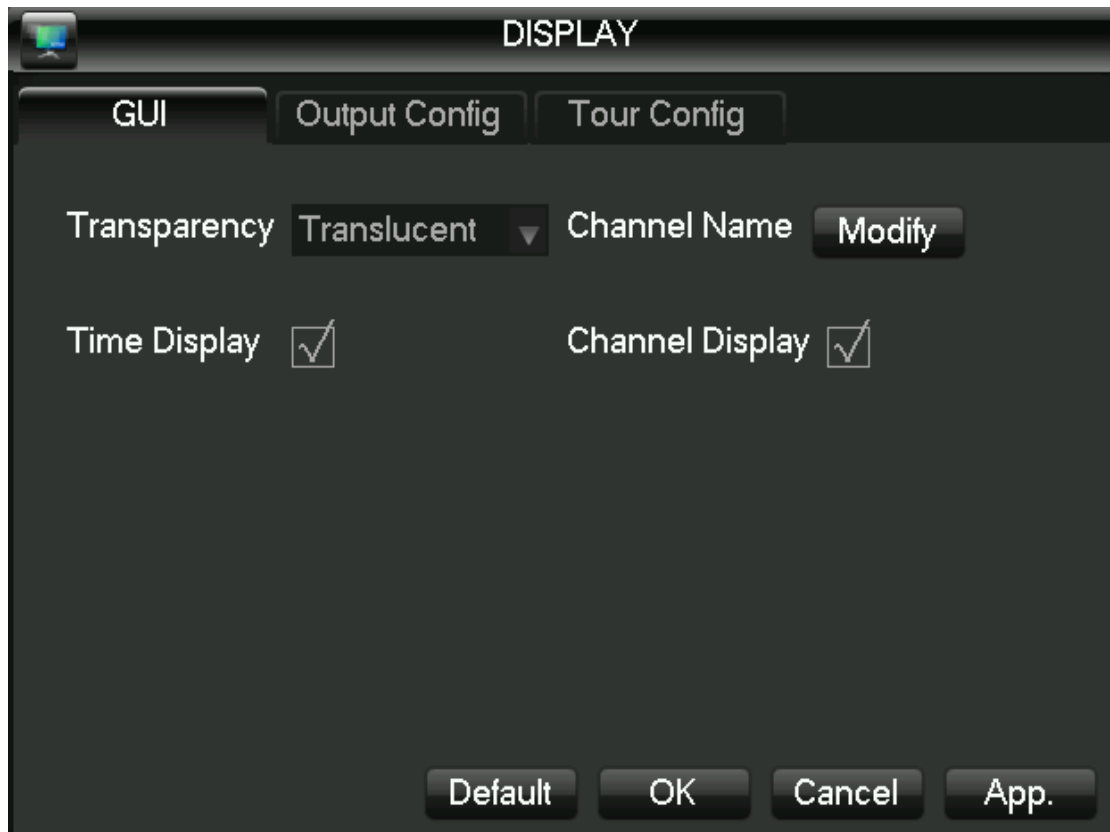 DISPLAY
GUI Output Config Tour Config
Transparency Translucent Channel Name Modify
Time Display Channel Display
Default OK Cancel App.